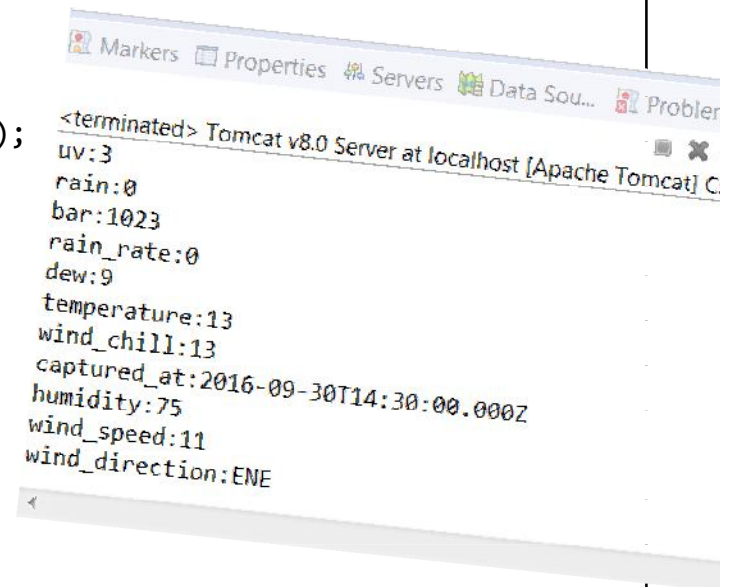 Markers Properties Servers Data Sou... Problem
);
<terminated> Tomcat v8.0 Server at localhost [Apache Tomcat] C:
uv:3
rain:0
bar:1023
rain_rate:0
dew:9
temperature:13
wind_chill:13
captured_at:2016-09-30T14:30:00.000Z
humidity:75
wind_speed:11
wind_direction:ENE